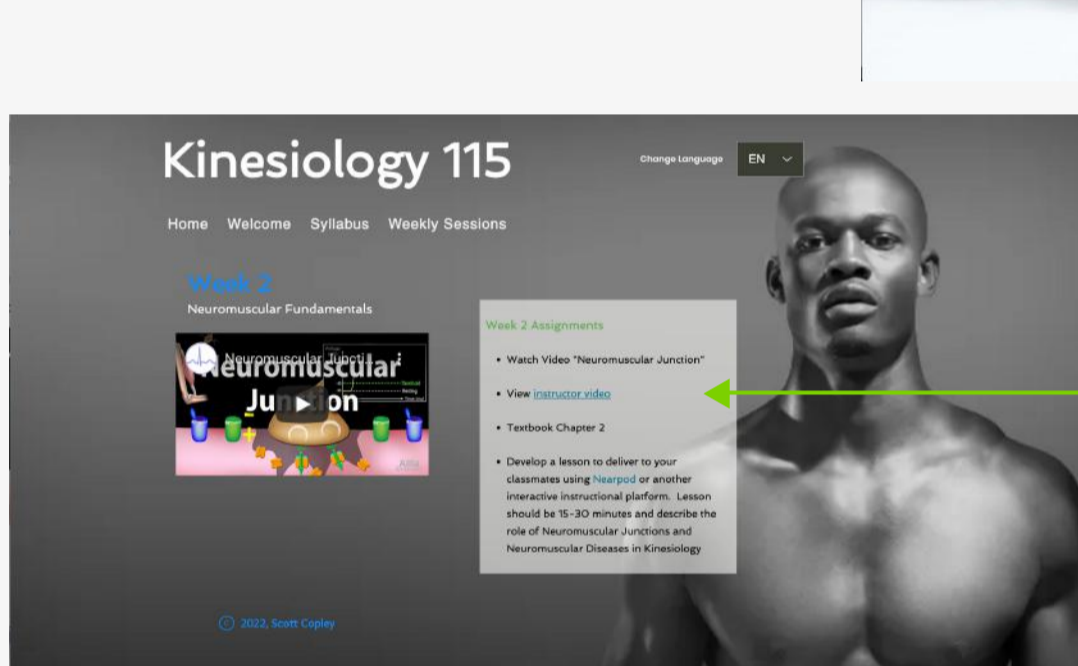 Kinesiology 115
Change Language
EN
Home Welcome Syllabus Weekly Sessions
Week 2
Neuromuscular Fundamentals
Neuromuscular Juncti...
Neuromuscular
Junction
Week 2 Assignments
• Watch Video "Neuromuscular Junction"
• View instructor video
• Textbook Chapter 2
• Develop a lesson to deliver to your
classmates using Nearpod or another
interactive instructional platform. Lesson
should be 15-30 minutes and describe the
role of Neuromuscular Junctions and
Neuromuscular Diseases in Kinesiology
© 2022, Scott Copley